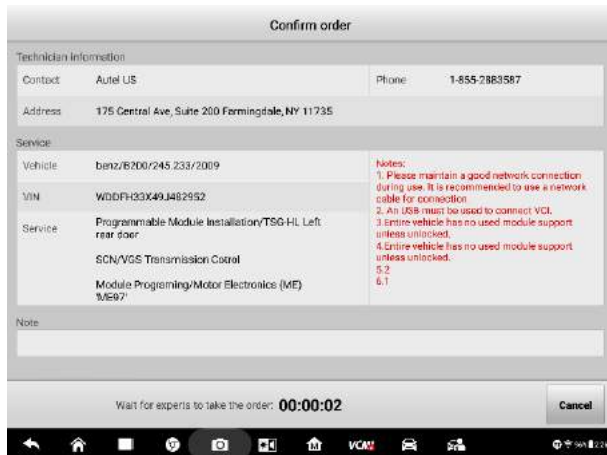 Confirm order
Technician information
Contact Autel US Phone 1-855-2883587
Address 175 Central Ave, Suite 200 Farmingdale, NY 11735
Service
Vehicle benz/B200/245.233/2009
Notes:
1. Please maintain a good network connection
during use. It is recommended to use a network
cable for connection
2. An USB must be used to connect VCI.
3.Entire vehicle has no used module support
unless unlocked.
4.Entire vehicle has no used module support
unless unlocked.
5.2
6.1
VIN WDDFH33X49J482952
Service Programmable Module Installation/TSG-HL Left
rear door
SCN/VGS Transmission Cotrol
Module Programing/Motor Electronics (ME)
'ME97'
Note
Wait for experts to take the order: 00:00:02
Cancel
VCMI
96%